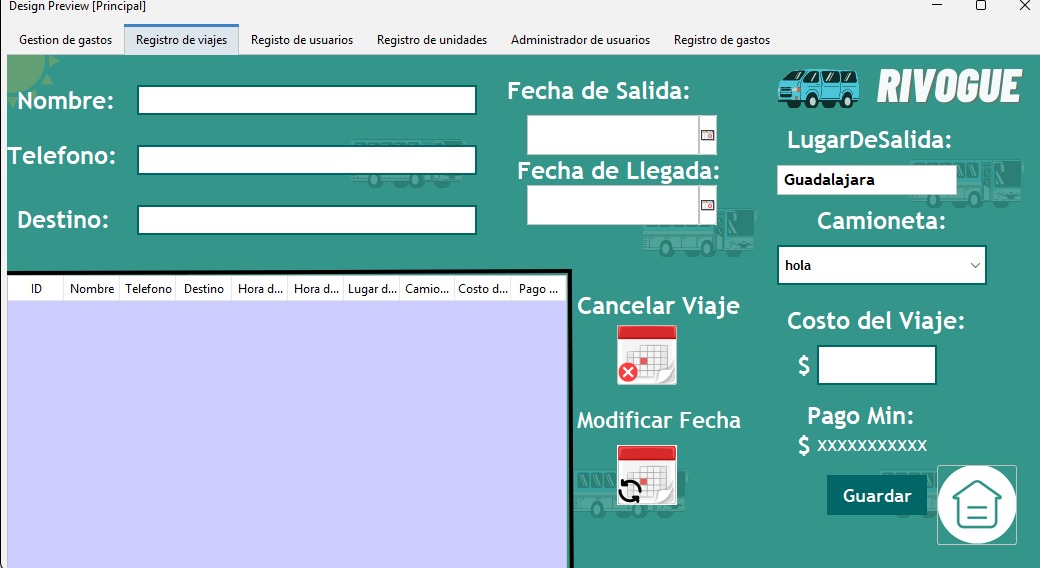 Design Preview [Principal]
Gestion de gastos
Registro de viajes
Registo de usuarios
Registro de unidades
Administrador de usuarios
Registro de gastos
Nombre:
Telefono:
Destino:
Fecha de Salida:
Fecha de Llegada:
RIVOGUE
LugarDeSalida:
Guadalajara
Camioneta:
hola
Costo del Viaje:
$
Pago Min:
$ xxxxxxxxxxx
Guardar
Cancelar Viaje
Modificar Fecha
ID Nombre Telefono Destino Hora d... Hora d... Lugar d... Camio... Costo d... Pago ...